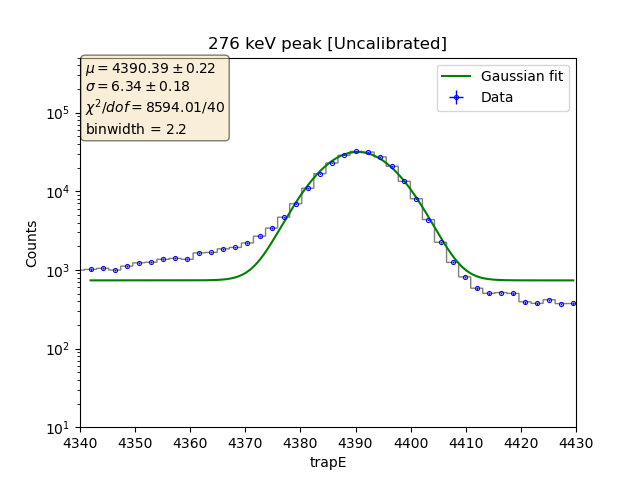 276 keV peak [Uncalibrated]
μ = 4390.39 ± 0.22
σ = 6.34 ± 0.18
χ²/dof = 8594.01/40
binwidth = 2.2
Gaussian fit
Data
10⁵
10⁴
10³
10²
10¹
Counts
4340 4350 4360 4370 4380 4390 4400 4410 4420 4430
trapE